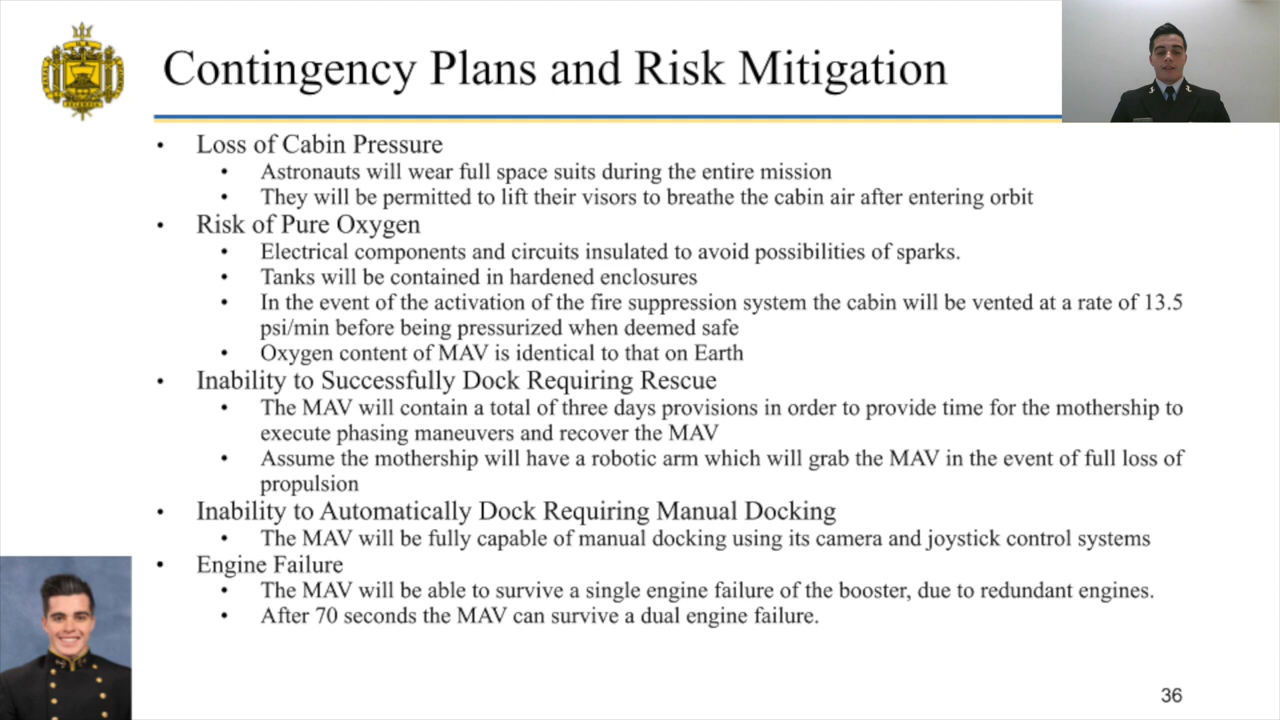 Contingency Plans and Risk Mitigation
• Loss of Cabin Pressure
• Astronauts will wear full space suits during the entire mission
• They will be permitted to lift their visors to breathe the cabin air after entering orbit
• Risk of Pure Oxygen
• Electrical components and circuits insulated to avoid possibilities of sparks.
• Tanks will be contained in hardened enclosures
• In the event of the activation of the fire suppression system the cabin will be vented at a rate of 13.5
psi/min before being pressurized when deemed safe
• Oxygen content of MAV is identical to that on Earth
• Inability to Successfully Dock Requiring Rescue
• The MAV will contain a total of three days provisions in order to provide time for the mothership to
execute phasing maneuvers and recover the MAV
• Assume the mothership will have a robotic arm which will grab the MAV in the event of full loss of
propulsion
• Inability to Automatically Dock Requiring Manual Docking
• The MAV will be fully capable of manual docking using its camera and joystick control systems
• Engine Failure
• The MAV will be able to survive a single engine failure of the booster, due to redundant engines.
• After 70 seconds the MAV can survive a dual engine failure.
36